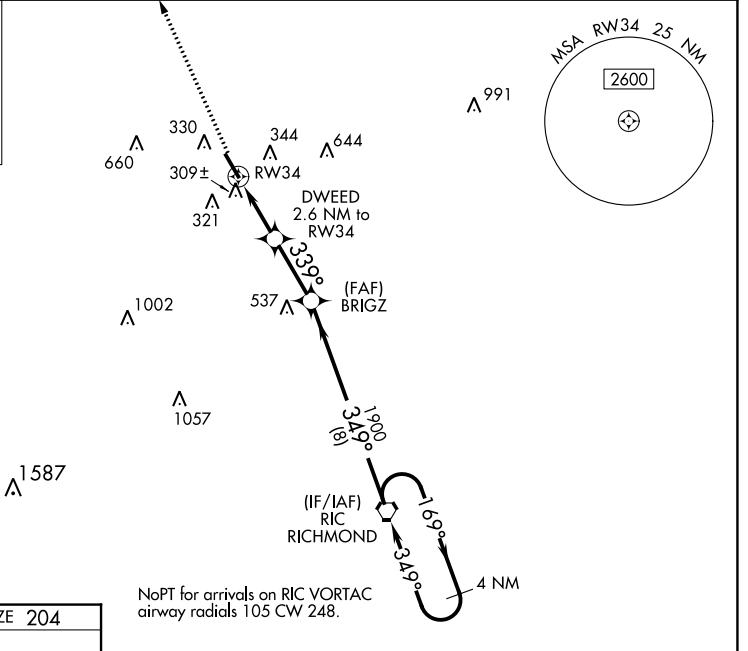 MSA RW34 25 NM
2600
991
330
344
644
660
309±
RW34
321
DWEED
2.6 NM to
RW34
339°
(FAF)
BRIGZ
537
1002
1057
1900
349°
(8)
1587
(IF/IAF)
RIC
RICHMOND
169°
349°
4 NM
NoPT for arrivals on RIC VORTAC
airway radials 105 CW 248.
ZE 204